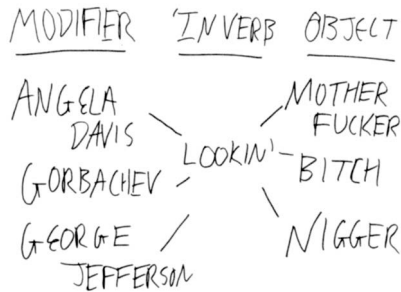 MODIFIER 'IN VERB OBJECT
ANGELA
DAVIS
GORBACHEV
GEORGE
JEFFERSON
LOOKIN'
MOTHER
FUCKER
BITCH
NIGGER